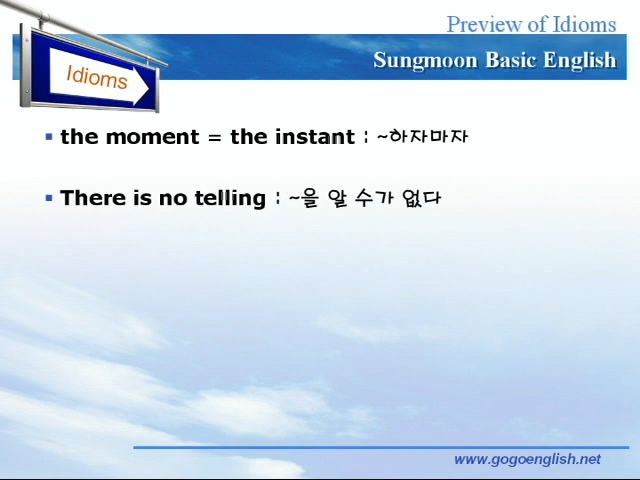 Preview of Idioms
Sungmoon Basic English
Idioms
the moment = the instant : ~하자마자
There is no telling : ~을 알 수가 없다
www.gogoenglish.net